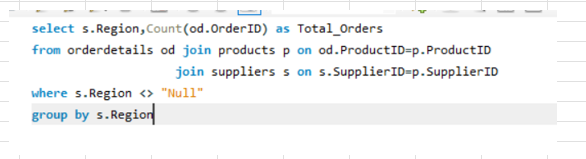 select s.Region,Count(od.OrderID) as Total_Orders
from orderdetails od join products p on od.ProductID=p.ProductID
join suppliers s on s.SupplierID=p.SupplierID
where s.Region <> "Null"
group by s.Region